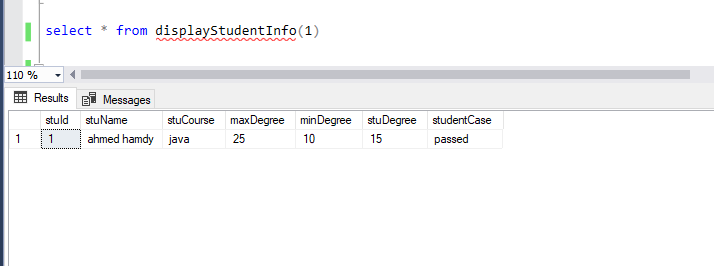 select * from displayStudentInfo(1)
110 %
Results Messages
stuId stuName stuCourse maxDegree minDegree stuDegree studentCase
1 1 ahmed hamdy java 25 10 15 passed